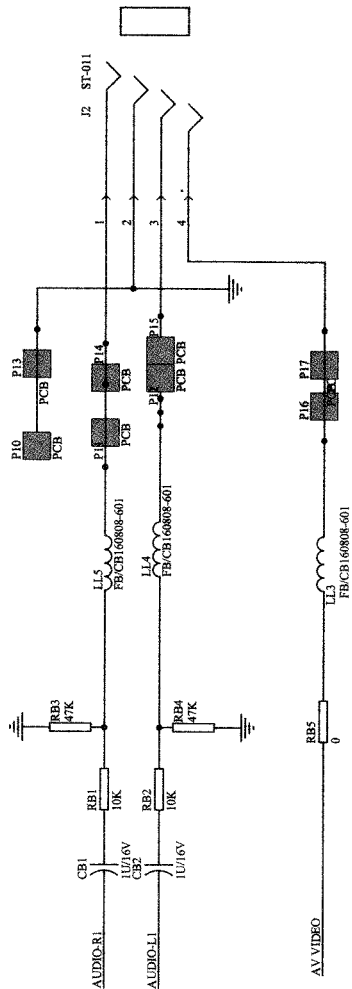 J2 ST-011
1
2
3
4
P13
PCB
P10
PCB
P14
PCB
P11
PCB
P15
PCB
P12
PCB
P17
PCB
P16
LL5
FB/CB160808-601
LL4
FB/CB160808-601
LL3
FB/CB160808-601
RB3
47K
RB4
47K
RB1
10K
RB2
10K
RB5
0
CB1
1U/16V
CB2
1U/16V
AUDIO-R1
AUDIO-L1
AV VIDEO